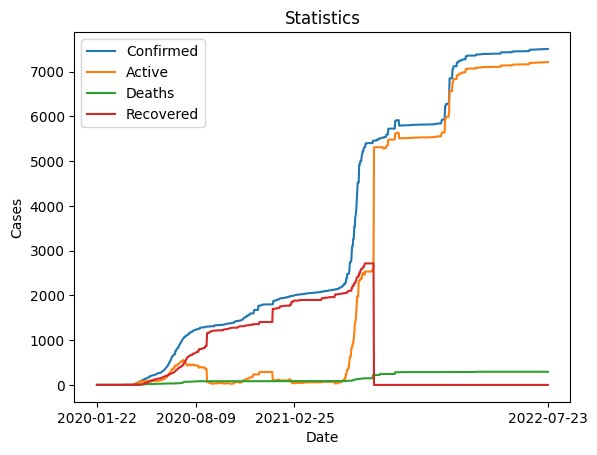 Statistics
Confirmed
Active
Deaths
Recovered
7000
6000
5000
4000
3000
2000
1000
0
Cases
2020-01-22
2020-08-09
2021-02-25
2022-07-23
Date